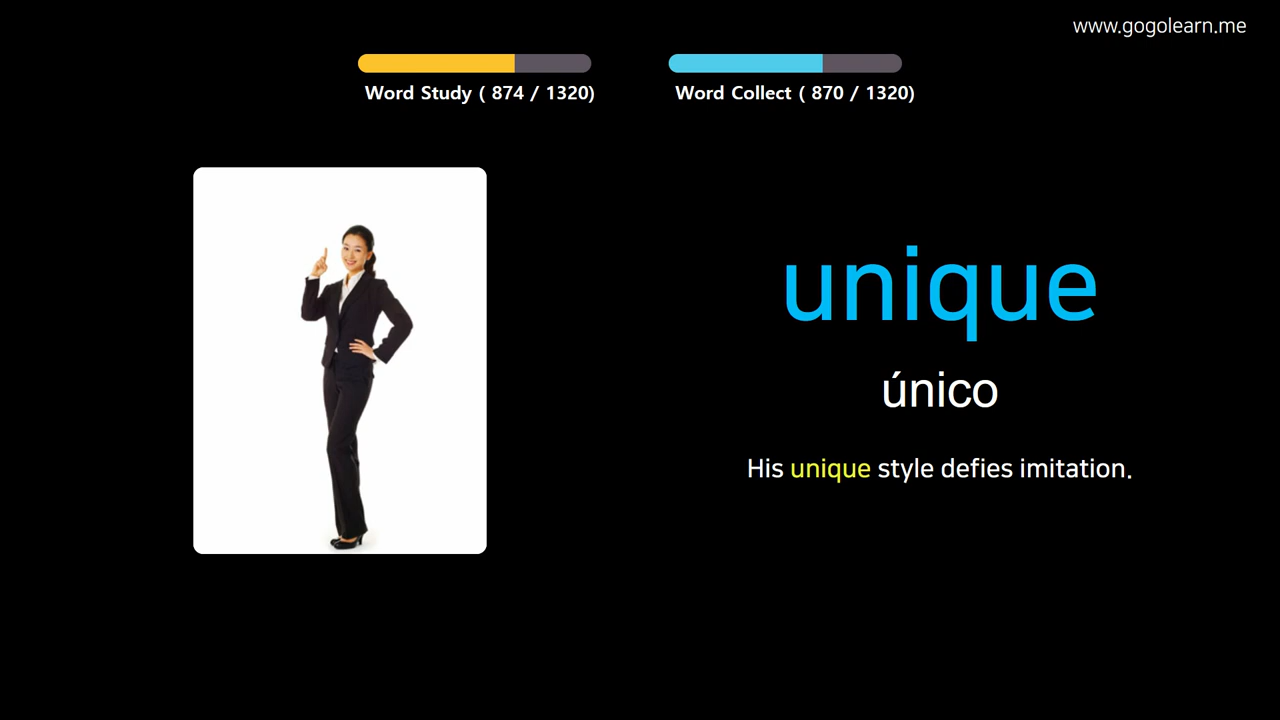 www.gogolearn.me
Word Study ( 874 / 1320)
Word Collect ( 870 / 1320)
unique
único
His unique style defies imitation.